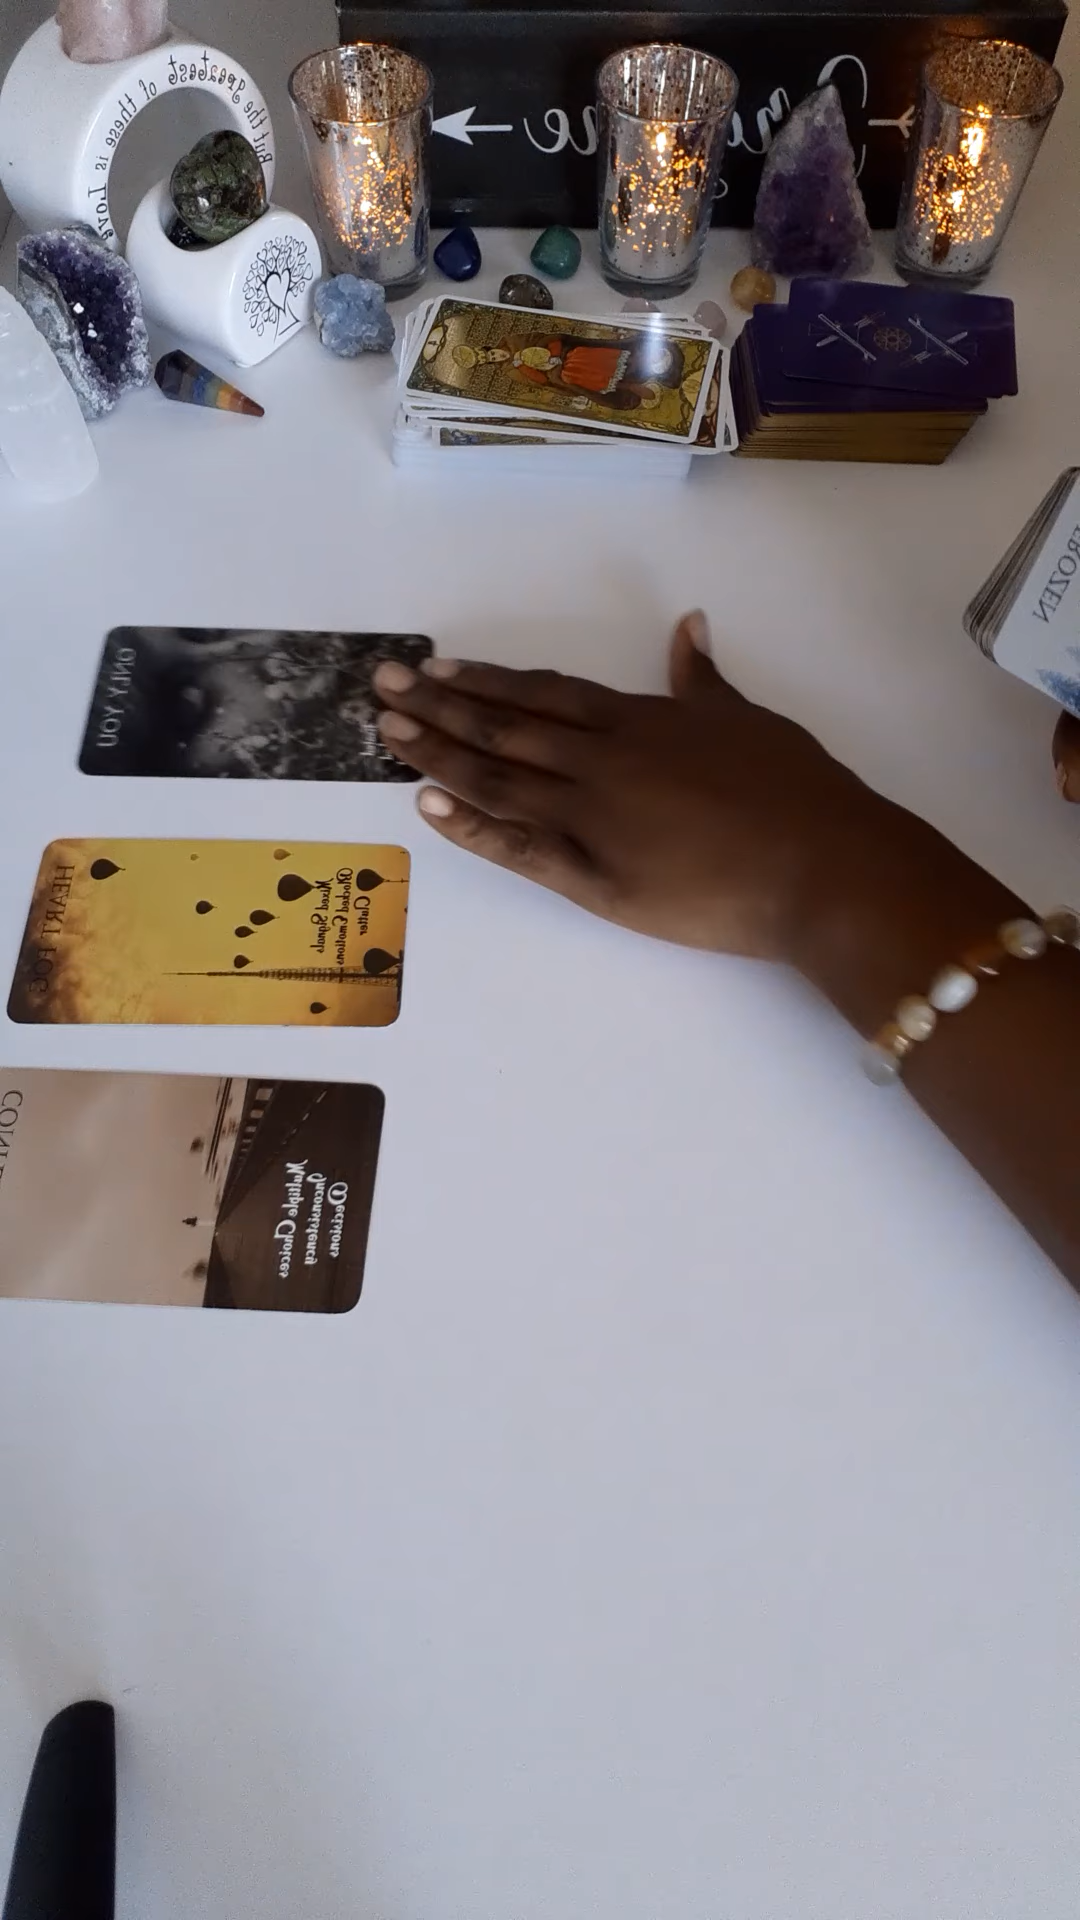 But the greatest of these is Love
FROZEN
ONLY YOU
HEART FOG
Clutter
Blocked Emotions
Mixed Signals
Decisions
Inconsistency
Multiple Choices